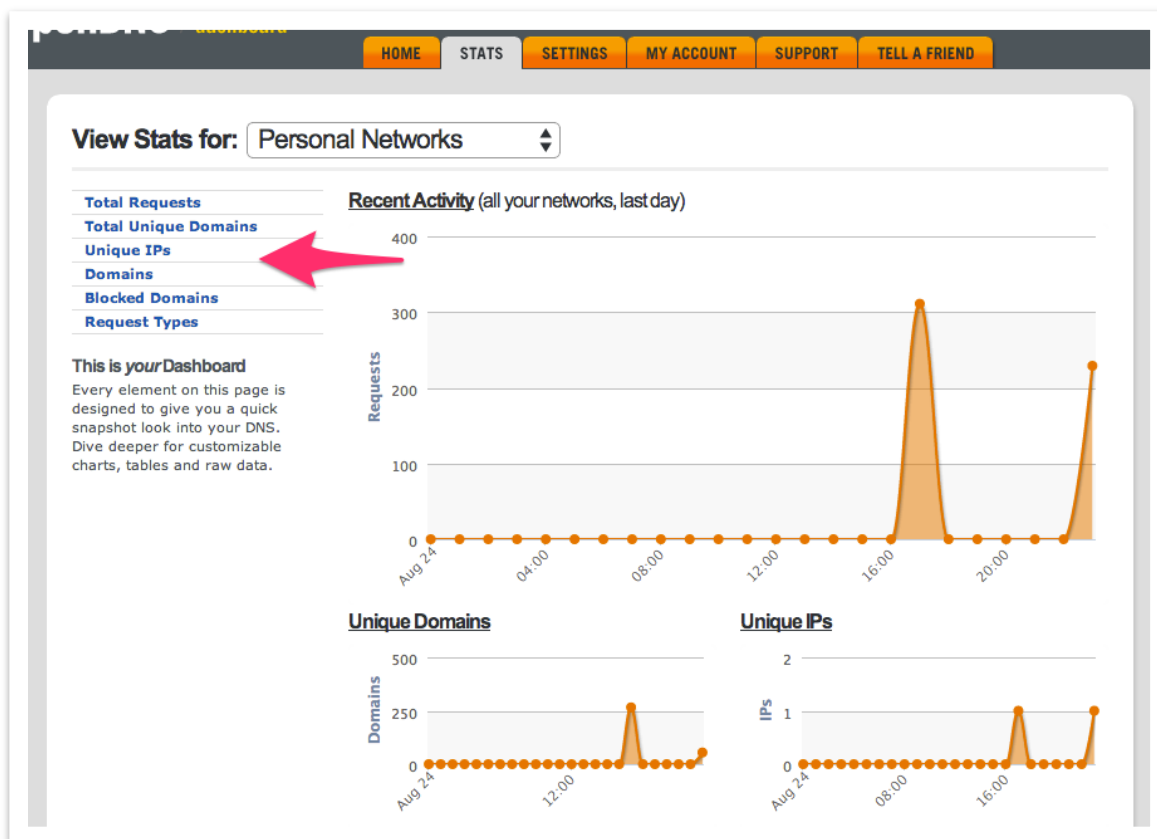 HOME STATS SETTINGS MY ACCOUNT SUPPORT TELL A FRIEND
View Stats for: Personal Networks
Total Requests
Total Unique Domains
Unique IPs
Domains
Blocked Domains
Request Types
This is your Dashboard
Every element on this page is
designed to give you a quick
snapshot look into your DNS.
Dive deeper for customizable
charts, tables and raw data.
Recent Activity (all your networks, last day)
400
300
200
100
0
Requests
Aug 24 04:00 08:00 12:00 16:00 20:00
Unique Domains
500
250
0
Domains
Aug 24 12:00
Unique IPs
2
1
0
IPs
Aug 24 08:00 16:00